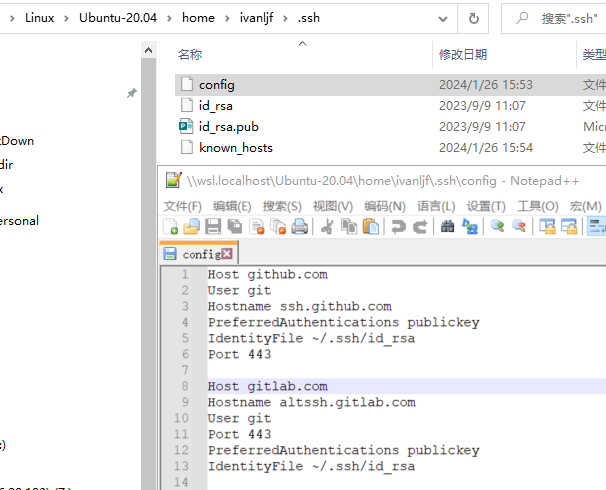 Linux > Ubuntu-20.04 > home > ivanljf > .ssh
搜索".ssh"
名称 修改日期 类型
config 2024/1/26 15:53 文件
id_rsa 2023/9/9 11:07 文件
id_rsa.pub 2023/9/9 11:07 Micr
known_hosts 2024/1/26 15:54 文件
Down
dir
ersonal
\\wsl.localhost\Ubuntu-20.04\home\ivanljf\.ssh\config - Notepad++
文件(F) 编辑(E) 搜索(S) 视图(V) 编码(N) 语言(L) 设置(T) 工具(O) 宏(M)
config
1 Host github.com
2 User git
3 Hostname ssh.github.com
4 PreferredAuthentications publickey
5 IdentityFile ~/.ssh/id_rsa
6 Port 443
7
8 Host gitlab.com
9 Hostname altssh.gitlab.com
10 User git
11 Port 443
12 PreferredAuthentications publickey
13 IdentityFile ~/.ssh/id_rsa
14